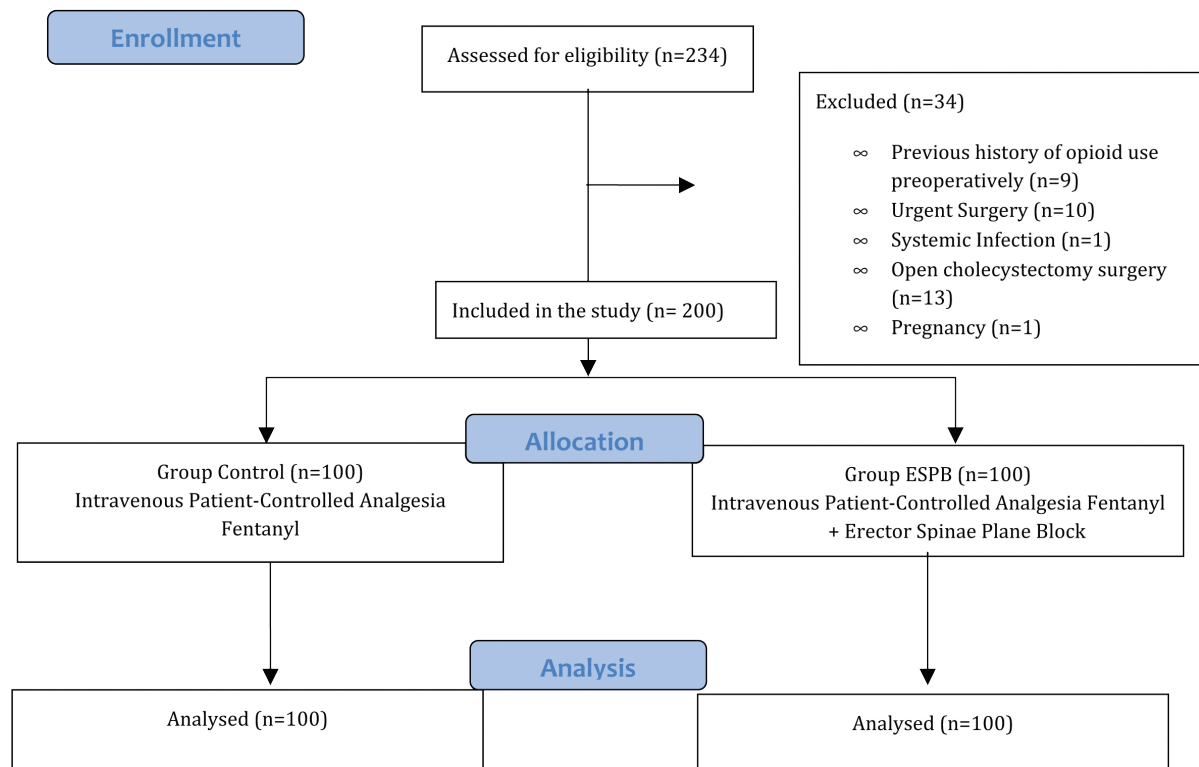 Enrollment
Assessed for eligibility (n=234)
Excluded (n=34)
∞ Previous history of opioid use
preoperatively (n=9)
∞ Urgent Surgery (n=10)
∞ Systemic Infection (n=1)
∞ Open cholecystectomy surgery
(n=13)
∞ Pregnancy (n=1)
Included in the study (n= 200)
Allocation
Group Control (n=100)
Intravenous Patient-Controlled Analgesia
Fentanyl
Group ESPB (n=100)
Intravenous Patient-Controlled Analgesia Fentanyl
+ Erector Spinae Plane Block
Analysis
Analysed (n=100)
Analysed (n=100)